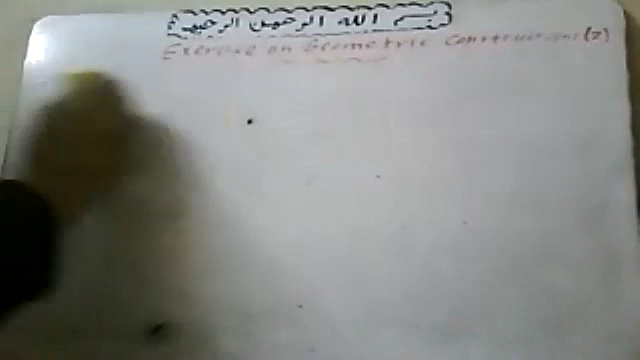 بسم الله الرحمن الرحيم
Exercise on Geometric Constructions (2)